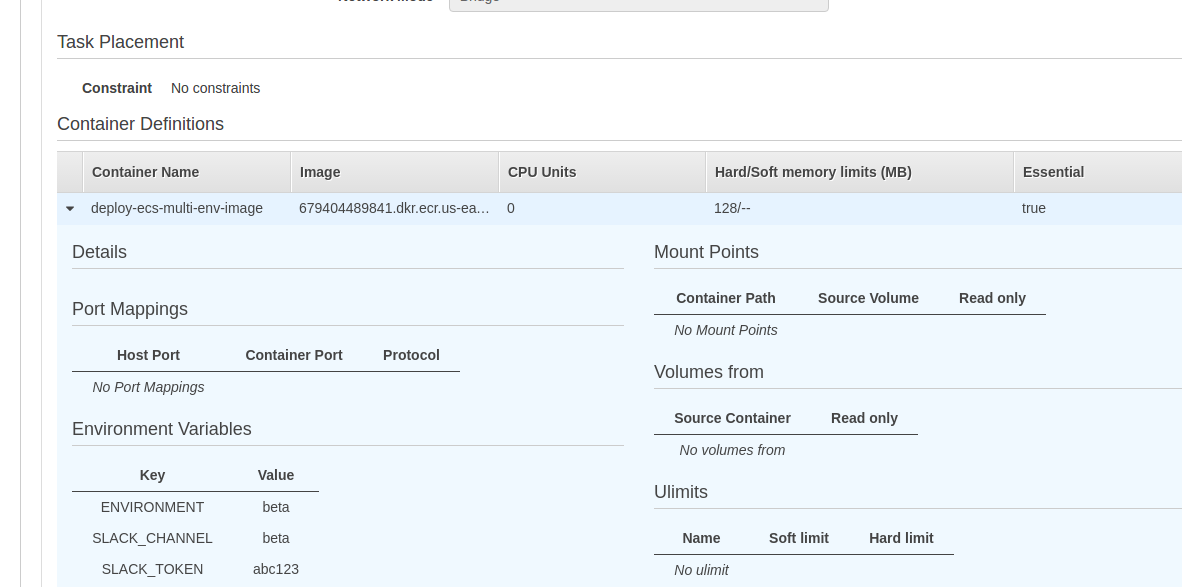 Network Mode Bridge
Task Placement
Constraint No constraints
Container Definitions
Container Name Image CPU Units Hard/Soft memory limits (MB) Essential
deploy-ecs-multi-env-image 679404489841.dkr.ecr.us-ea... 0 128/-- true
Details
Port Mappings
Host Port Container Port Protocol
No Port Mappings
Environment Variables
Key Value
ENVIRONMENT beta
SLACK_CHANNEL beta
SLACK_TOKEN abc123
Mount Points
Container Path Source Volume Read only
No Mount Points
Volumes from
Source Container Read only
No volumes from
Ulimits
Name Soft limit Hard limit
No ulimit